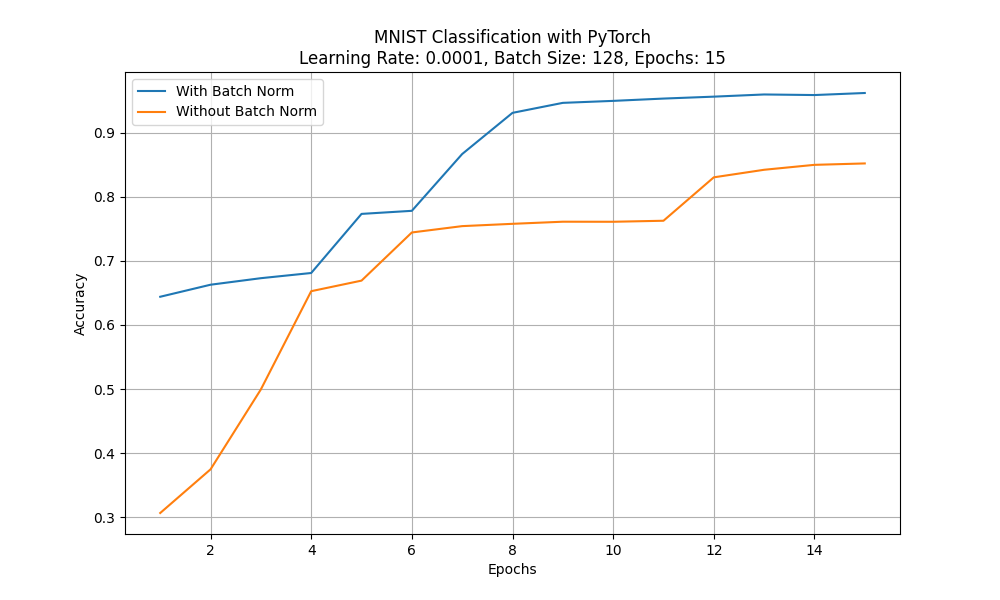 MNIST Classification with PyTorch
Learning Rate: 0.0001, Batch Size: 128, Epochs: 15
With Batch Norm
Without Batch Norm
Accuracy
0.9
0.8
0.7
0.6
0.5
0.4
0.3
2 4 6 8 10 12 14
Epochs